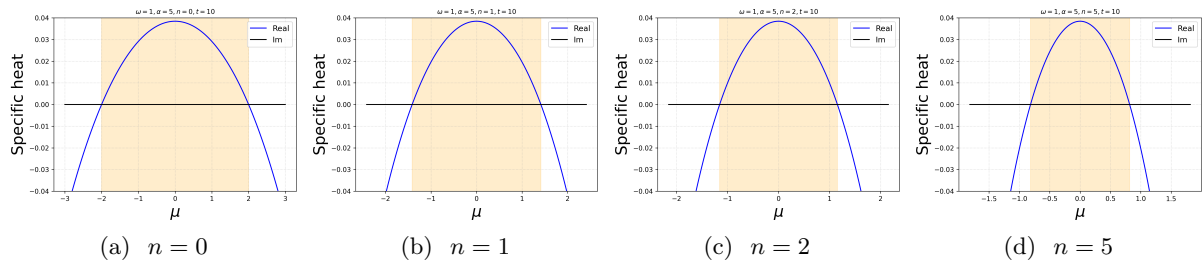 ω = 1, α = 5, n = 0, t = 10
Specific heat
0.04
0.03
0.02
0.01
0.00
−0.01
−0.02
−0.03
−0.04
Real
Im
−3 −2 −1 0 1 2 3
μ
(a) n = 0
ω = 1, α = 5, n = 1, t = 10
Specific heat
0.04
0.03
0.02
0.01
0.00
−0.01
−0.02
−0.03
−0.04
Real
Im
−2 −1 0 1 2
μ
(b) n = 1
ω = 1, α = 5, n = 2, t = 10
Specific heat
0.04
0.03
0.02
0.01
0.00
−0.01
−0.02
−0.03
−0.04
Real
Im
−2 −1 0 1 2
μ
(c) n = 2
ω = 1, α = 5, n = 5, t = 10
Specific heat
0.04
0.03
0.02
0.01
0.00
−0.01
−0.02
−0.03
−0.04
Real
Im
−1.5 −1.0 −0.5 0.0 0.5 1.0 1.5
μ
(d) n = 5